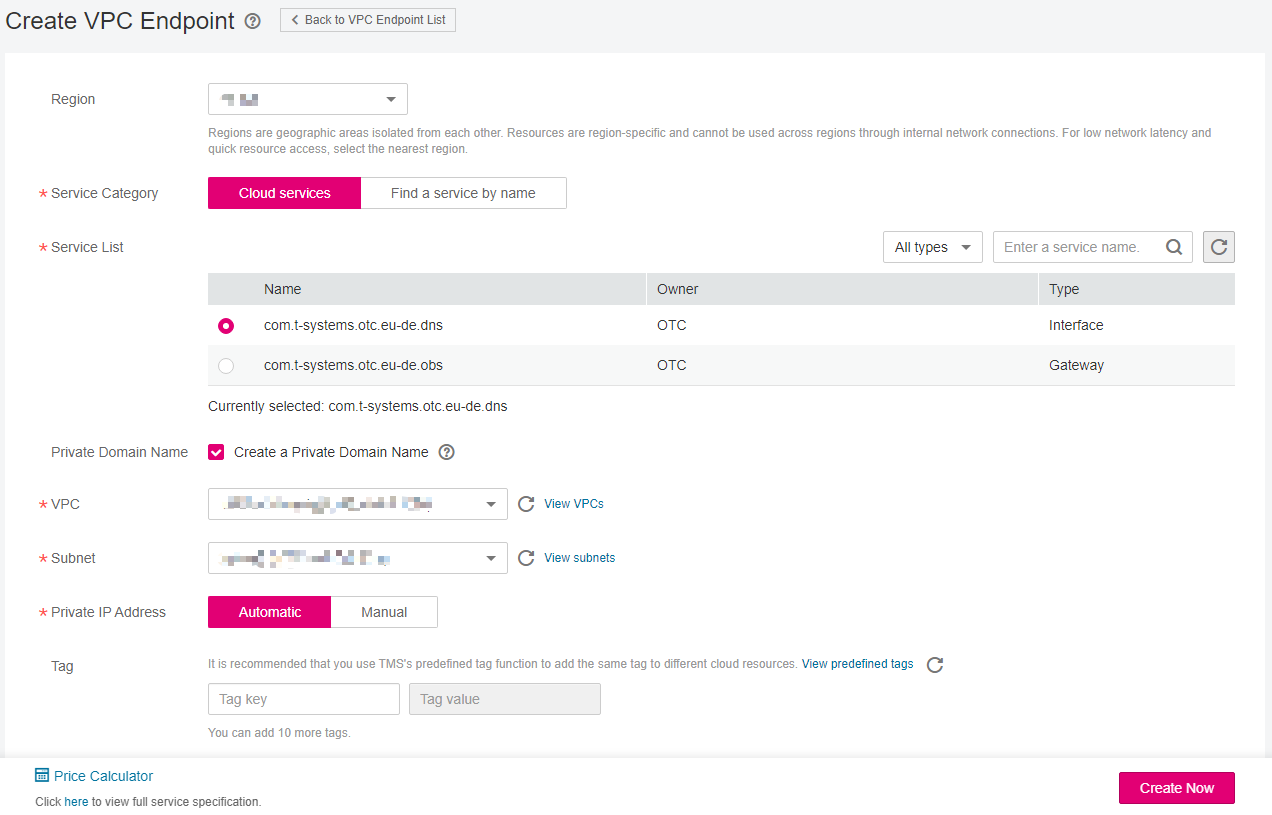 Create VPC Endpoint ? Back to VPC Endpoint List
Region
Regions are geographic areas isolated from each other. Resources are region-specific and cannot be used across regions through internal network connections. For low network latency and
quick resource access, select the nearest region.
* Service Category Cloud services Find a service by name
* Service List All types Enter a service name.
Name Owner Type
com.t-systems.otc.eu-de.dns OTC Interface
com.t-systems.otc.eu-de.obs OTC Gateway
Currently selected: com.t-systems.otc.eu-de.dns
Private Domain Name Create a Private Domain Name ?
* VPC View VPCs
* Subnet View subnets
* Private IP Address Automatic Manual
Tag It is recommended that you use TMS's predefined tag function to add the same tag to different cloud resources. View predefined tags
Tag key Tag value
You can add 10 more tags.
Price Calculator
Click here to view full service specification.
Create Now